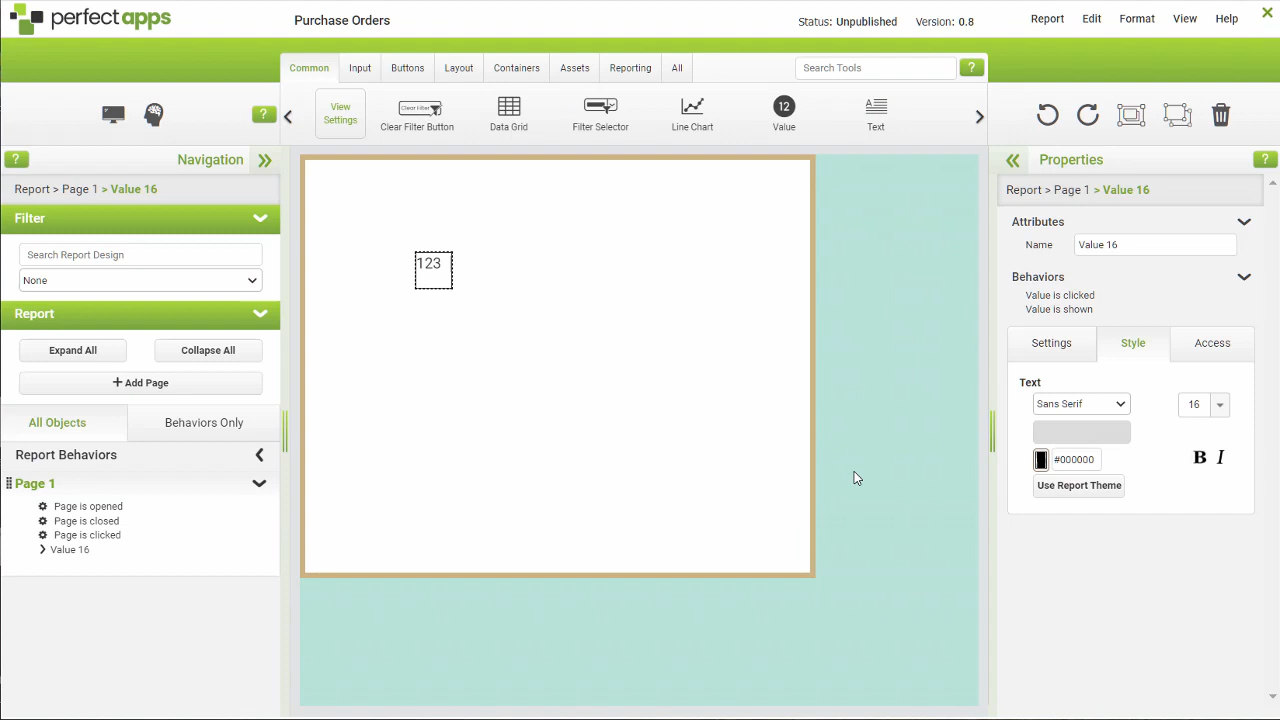 perfectapps
Purchase Orders
Status: Unpublished
Version: 0.8
Report
Edit
Format
View
Help
Common
Input
Buttons
Layout
Containers
Assets
Reporting
All
Search Tools
?
?
View
Settings
Clear Filter
Clear Filter Button
Data Grid
Filter Selector
Line Chart
12
Value
Text
?
Navigation
Report > Page 1 > Value 16
Filter
Search Report Design
None
Report
Expand All
Collapse All
+ Add Page
All Objects
Behaviors Only
Report Behaviors
Page 1
Page is opened
Page is closed
Page is clicked
Value 16
123
Properties
?
Report > Page 1 > Value 16
Attributes
Name
Value 16
Behaviors
Value is clicked
Value is shown
Settings
Style
Access
Text
Sans Serif
16
#000000
B I
Use Report Theme